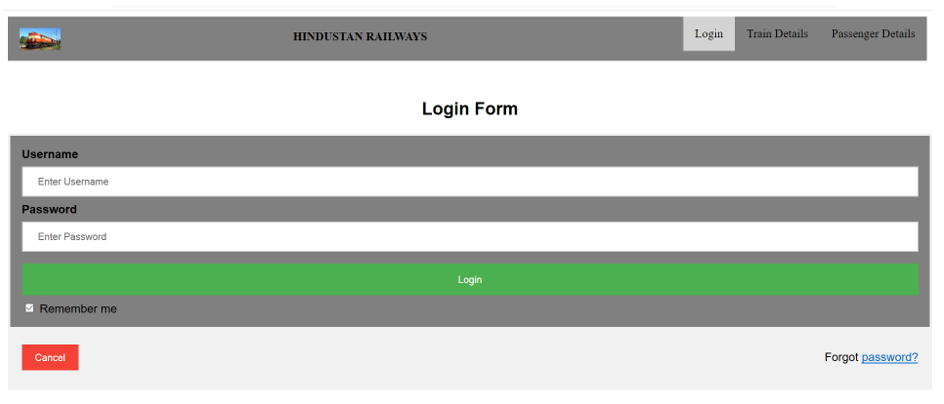 HINDUSTAN RAILWAYS Login Train Details Passenger Details
Login Form
Username
Enter Username
Password
Enter Password
Login
Remember me
Cancel Forgot password?